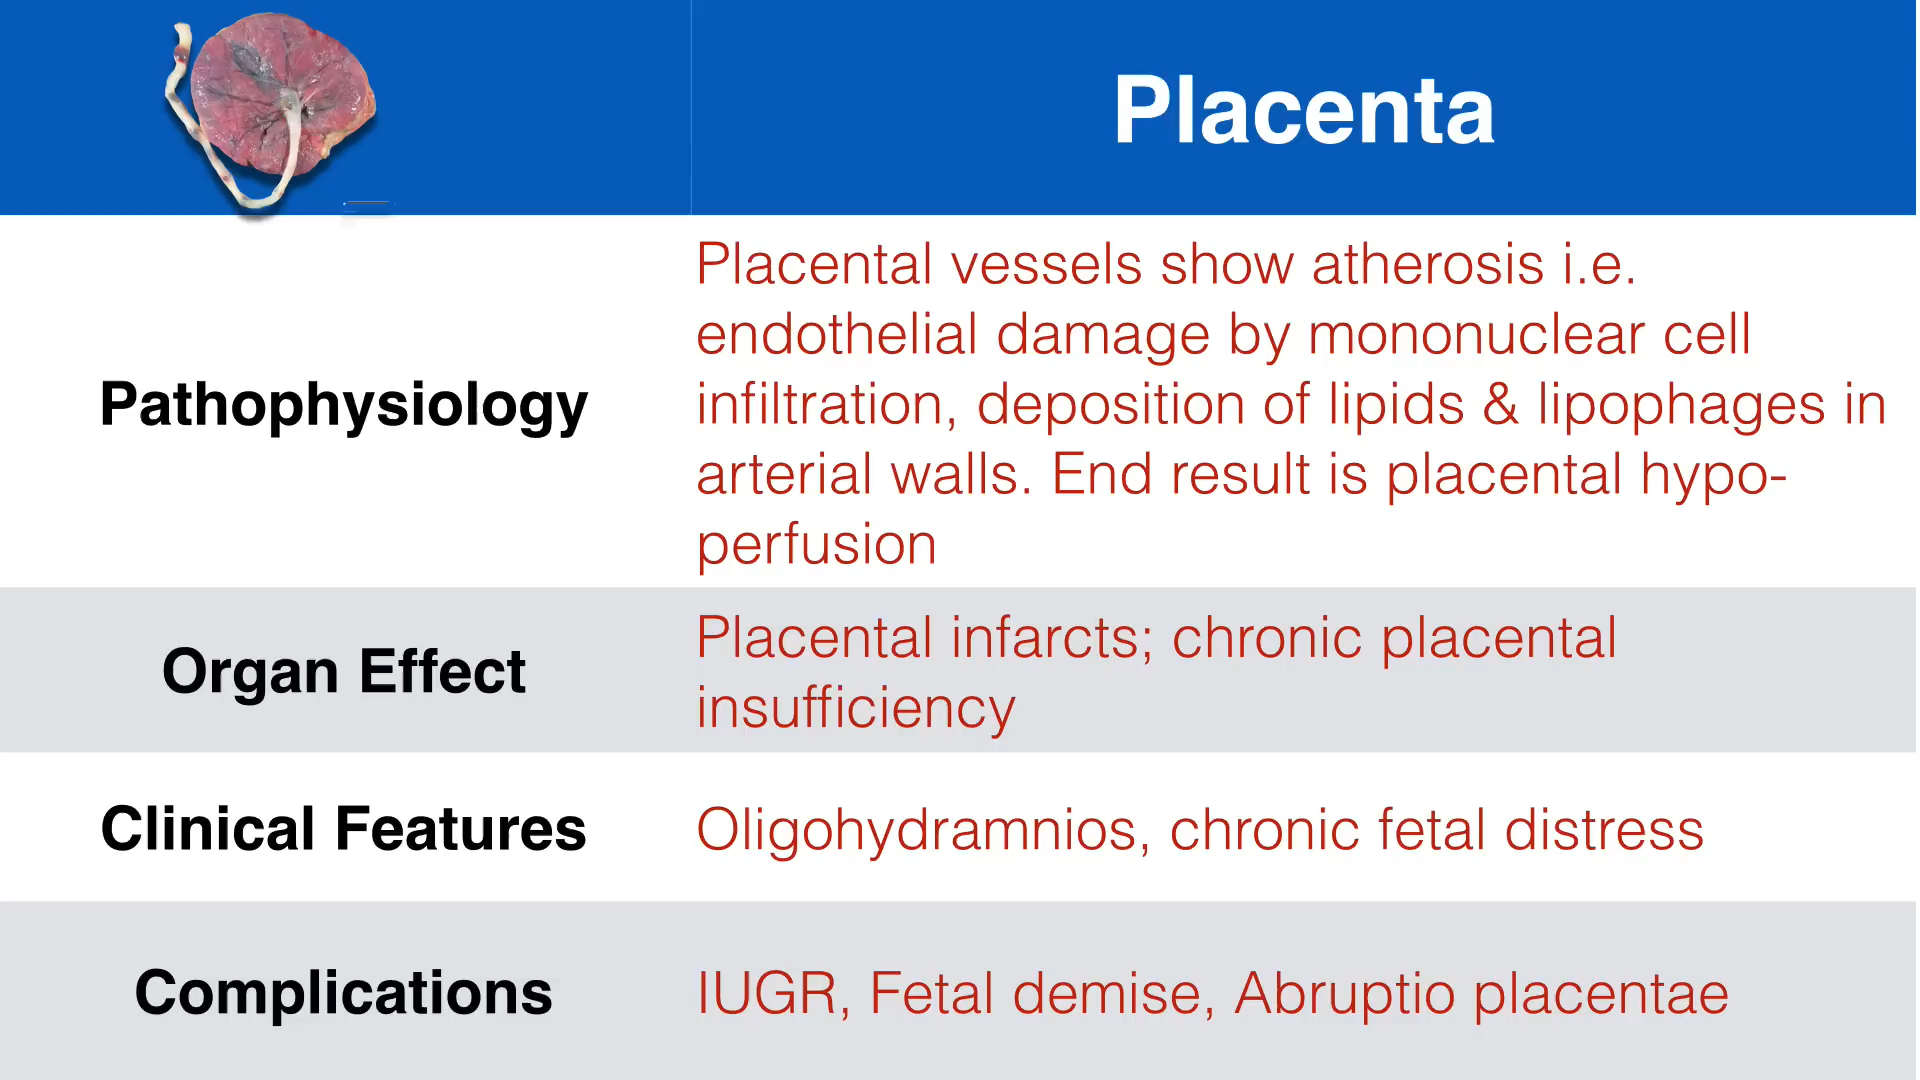 Placenta
Pathophysiology
Placental vessels show atherosis i.e.
endothelial damage by mononuclear cell
infiltration, deposition of lipids & lipophages in
arterial walls. End result is placental hypo-
perfusion
Organ Effect
Placental infarcts; chronic placental
insufficiency
Clinical Features
Oligohydramnios, chronic fetal distress
Complications
IUGR, Fetal demise, Abruptio placentae